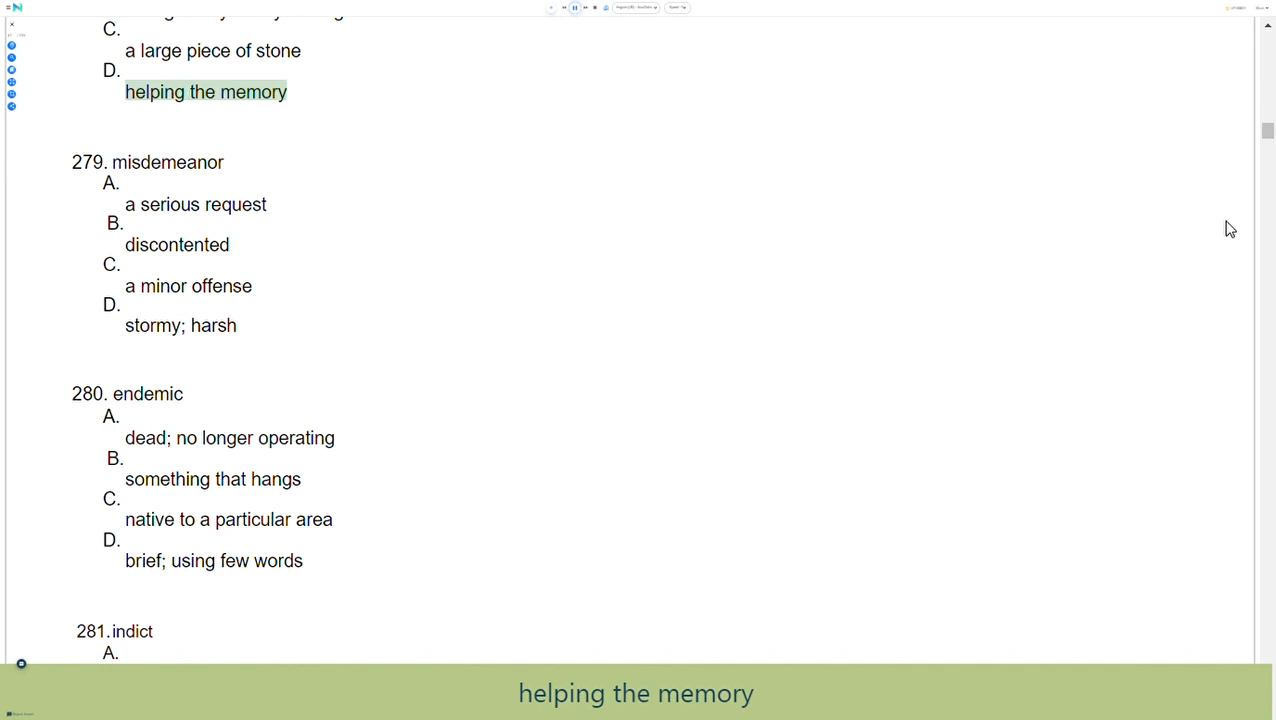 C.
a large piece of stone
D.
helping the memory
279. misdemeanor
A.
a serious request
B.
discontented
C.
a minor offense
D.
stormy; harsh
280. endemic
A.
dead; no longer operating
B.
something that hangs
C.
native to a particular area
D.
brief; using few words
281. indict
A.
helping the memory